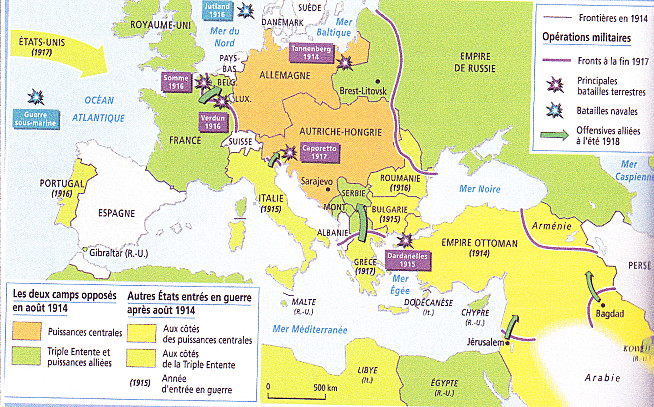 Jutland
1916
SUÈDE
ROYAUME-UNI
DANEMARK
Mer
du Nord
Mer
Baltique
Tannenberg
1914
ÉTATS-UNIS
(1917)
PAYS-
BAS
EMPIRE
DE RUSSIE
Somme
1916
BELG.
ALLEMAGNE
Brest-Litovsk
LUX.
OCÉAN
ATLANTIQUE
Guerre
sous-marine
Verdun
1916
AUTRICHE-HONGRIE
FRANCE
SUISSE
Caporetto
1917
PORTUGAL
(1916)
ESPAGNE
ITALIE
(1915)
Sarajevo
SERBIE
MONT.
ROUMANIE
(1916)
BULGARIE
(1915)
ALBANIE
Mer Noire
Mer
Caspienne
Arménie
Gibraltar (R.-U.)
GRÈCE
(1917)
Dardanelles
1915
EMPIRE OTTOMAN
(1914)
PERSE
Mer
Égée
MALTE
(R.-U.)
DODÉCANÈSE
(It.)
CHYPRE
(R.-U.)
Bagdad
Mer Méditerranée
Jérusalem
KOWEÏT
(R.-U.)
LIBYE
(It.)
ÉGYPTE
(R.-U.)
Arabie
0 500 km
Frontières en 1914
Opérations militaires
Fronts à la fin 1917
Principales
batailles terrestres
Batailles navales
Offensives alliées
à l'été 1918
Les deux camps opposés
en août 1914
Puissances centrales
Triple Entente et
puissances alliées
Autres États entrés en guerre
après août 1914
Aux côtés
des puissances centrales
Aux côtés
de la Triple Entente
(1915) Année
d'entrée en guerre